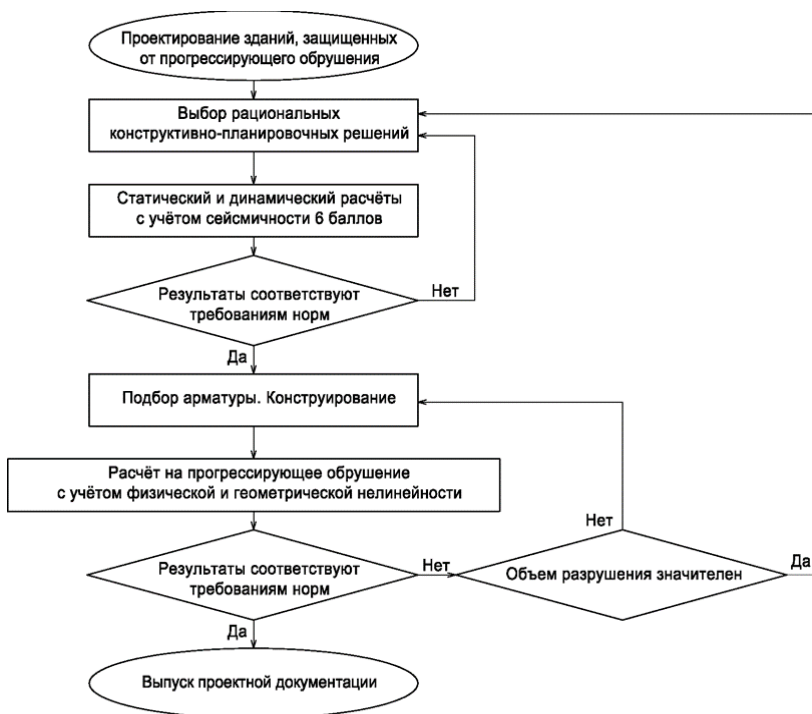 Проектирование зданий, защищенных
от прогрессирующего обрушения
Выбор рациональных
конструктивно-планировочных решений
Статический и динамический расчёты
с учётом сейсмичности 6 баллов
Результаты соответствуют
требованиям норм
Нет
Да
Подбор арматуры. Конструирование
Расчёт на прогрессирующее обрушение
с учётом физической и геометрической нелинейности
Результаты соответствуют
требованиям норм
Нет
Объем разрушения значителен
Нет
Да
Да
Выпуск проектной документации